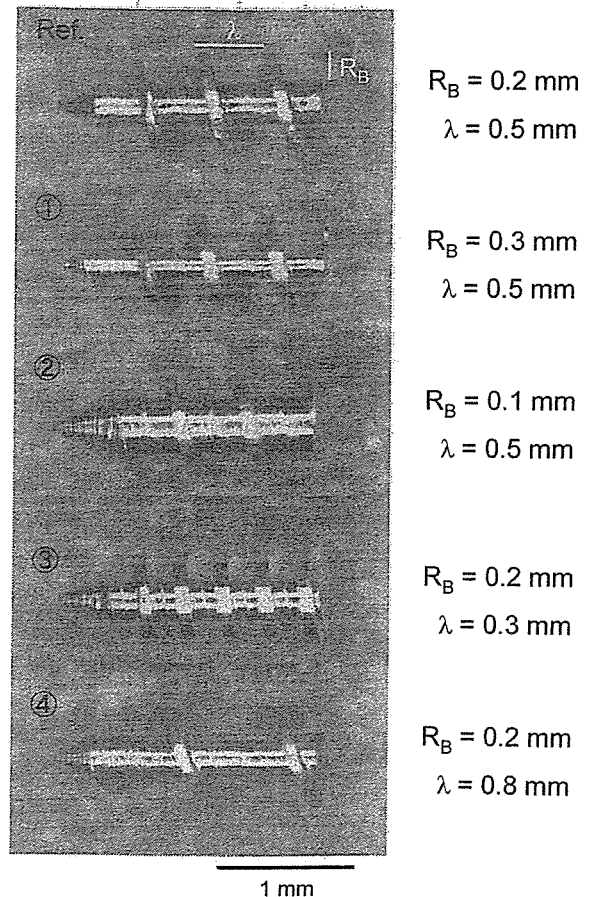 Ref.
λ
R_B
R_B = 0.2 mm
λ = 0.5 mm
①
R_B = 0.3 mm
λ = 0.5 mm
②
R_B = 0.1 mm
λ = 0.5 mm
③
R_B = 0.2 mm
λ = 0.3 mm
④
R_B = 0.2 mm
λ = 0.8 mm
1 mm